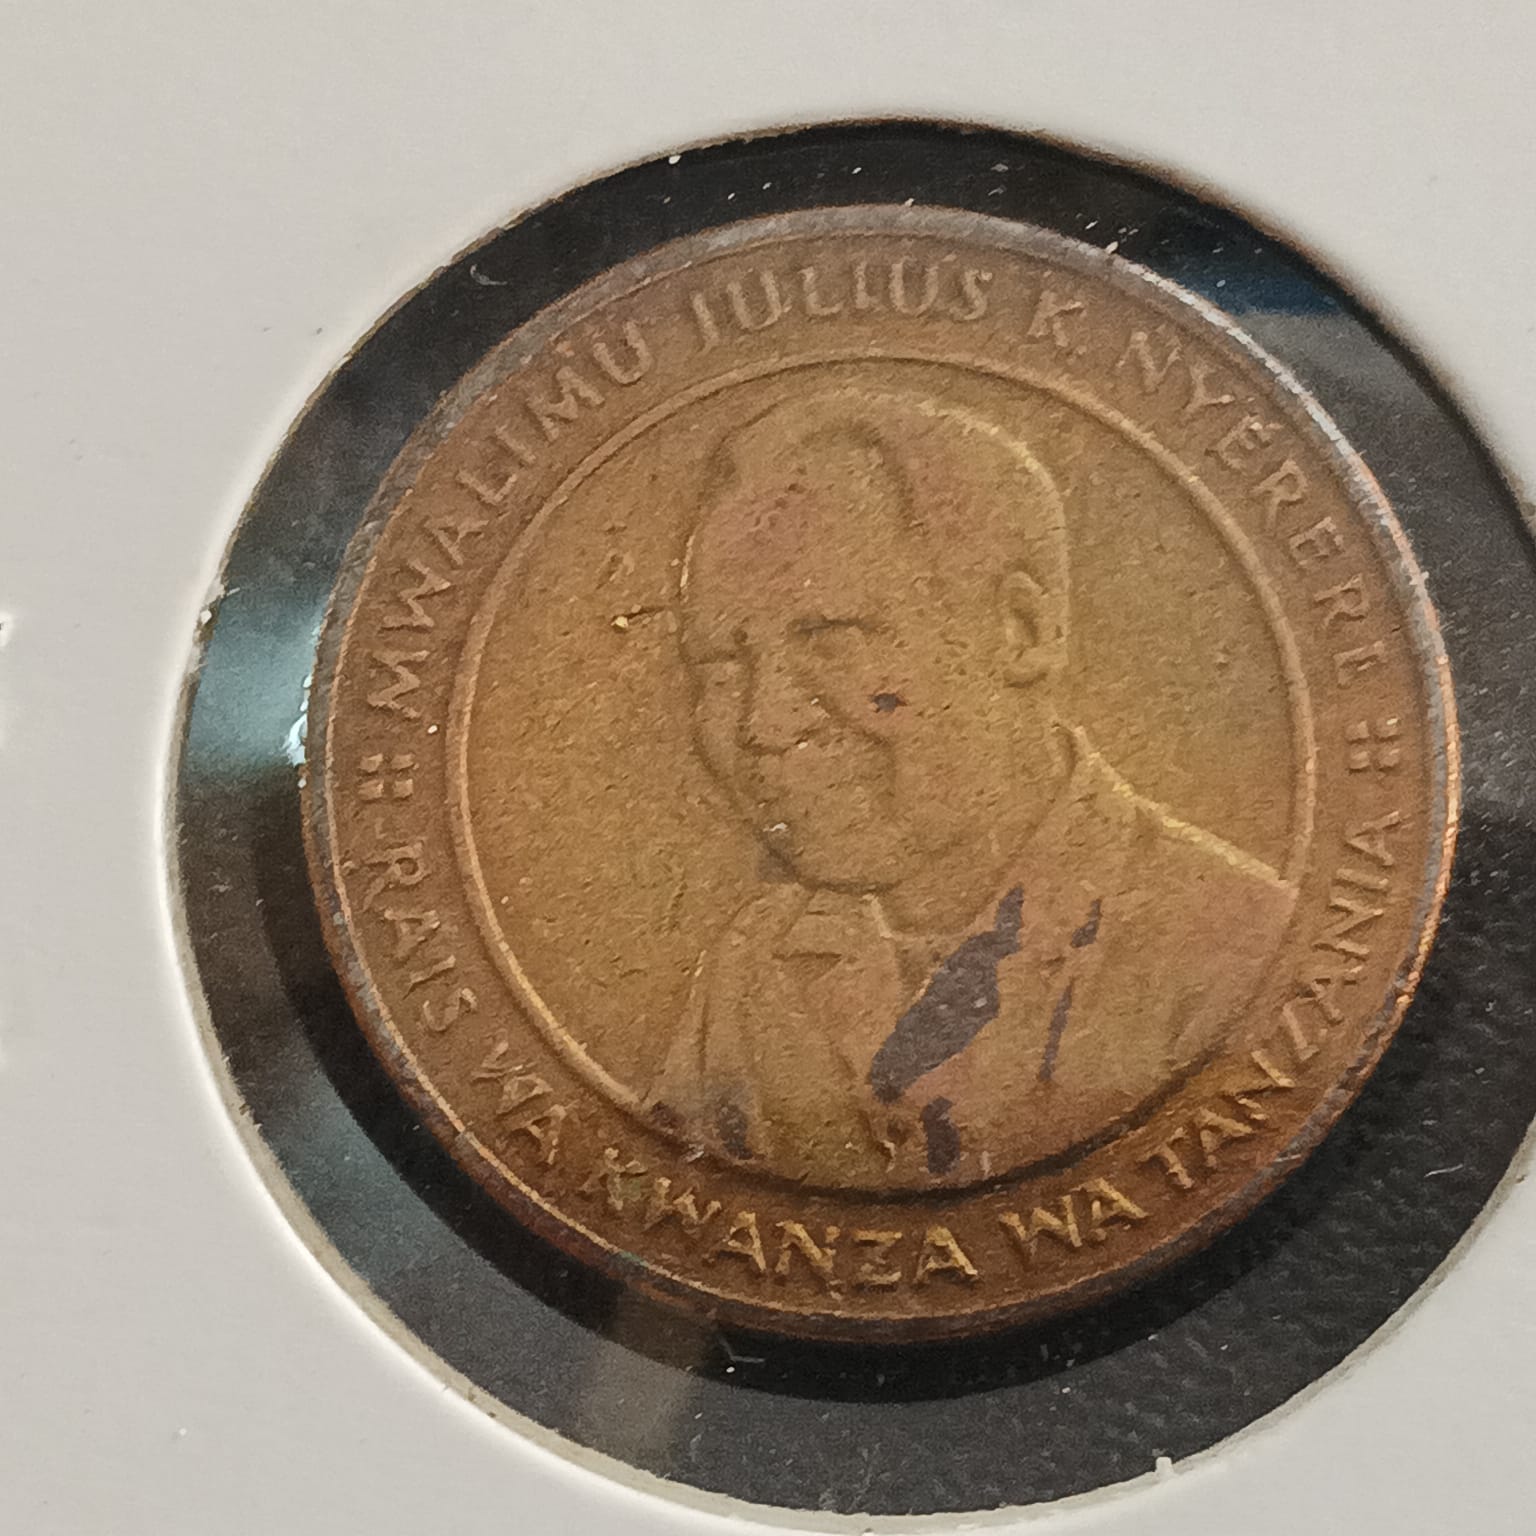 MWALIMU JULIUS K. NYERERE
RAIS WA KWANZA WA TANZANIA